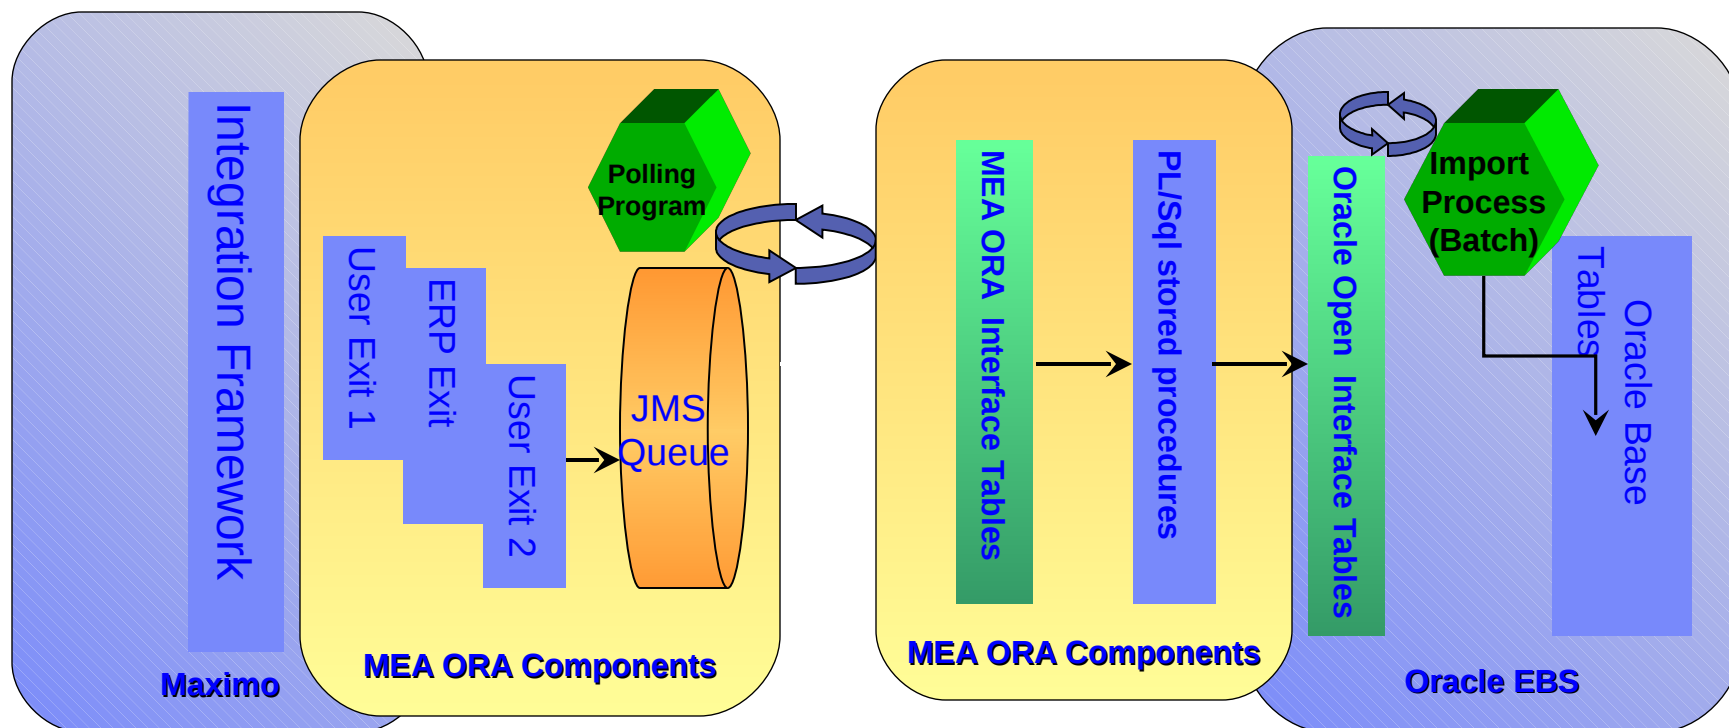 Integration Framework
Maximo
User Exit 1
ERP Exit
User Exit 2
Polling
Program
JMS
Queue
MEA ORA Components
MEA ORA  Interface Tables
PL/Sql stored procedures
MEA ORA Components
Oracle Open  Interface Tables
Import
Process
(Batch)
Oracle Base
Tables
Oracle EBS